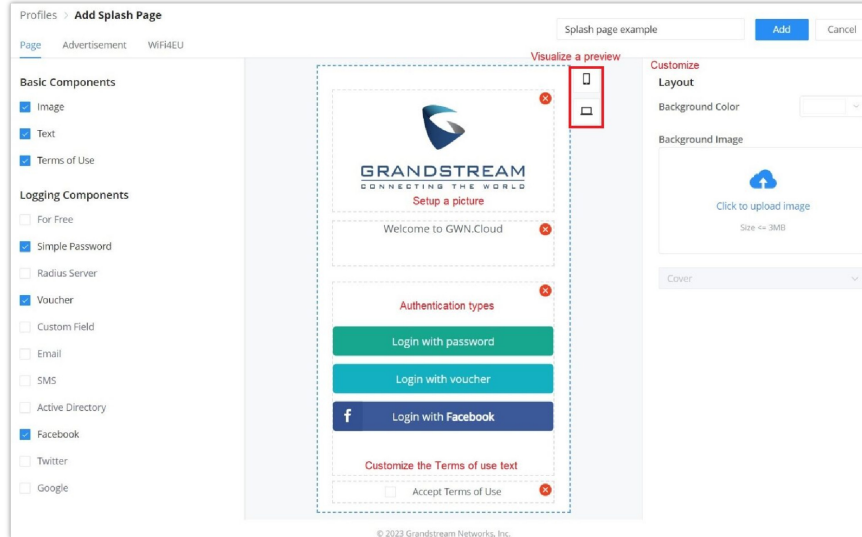 Profiles > Add Splash Page
Splash page example
Add
Cancel
Page
Advertisement
WiFi4EU
Visualize a preview
Customize
Basic Components
Image
Text
Terms of Use
Logging Components
For Free
Simple Password
Radius Server
Voucher
Custom Field
Email
SMS
Active Directory
Facebook
Twitter
Google
GRANDSTREAM
CONNECTING THE WORLD
Setup a picture
Welcome to GWN.Cloud
Authentication types
Login with password
Login with voucher
f Login with Facebook
Customize the Terms of use text
Accept Terms of Use
Layout
Background Color
Background Image
Click to upload image
Size <= 3MB
Cover
© 2023 Grandstream Networks, Inc.